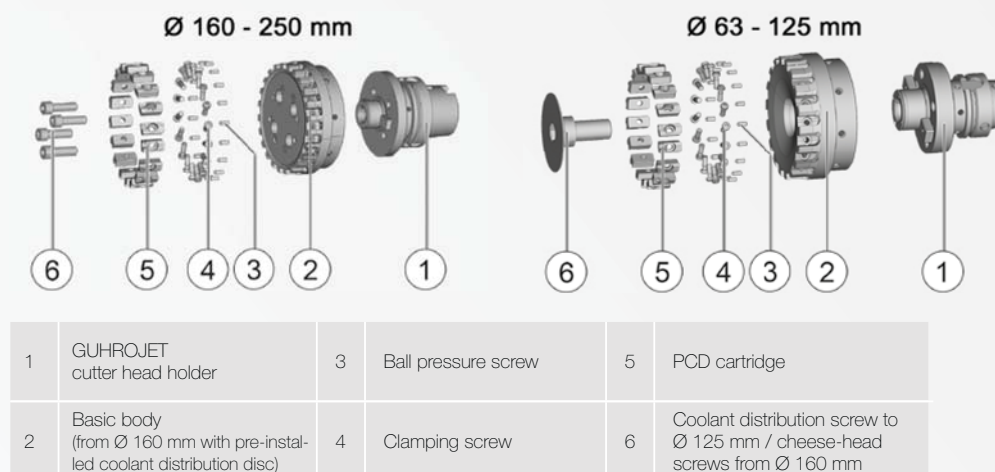 Ø 160 - 250 mm
6 5 4 3 2 1
Ø 63 - 125 mm
6 5 4 3 2 1
1 GUHROJET
cutter head holder
3 Ball pressure screw
5 PCD cartridge
2 Basic body
(from Ø 160 mm with pre-instal-
led coolant distribution disc)
4 Clamping screw
6 Coolant distribution screw to
Ø 125 mm / cheese-head
screws from Ø 160 mm